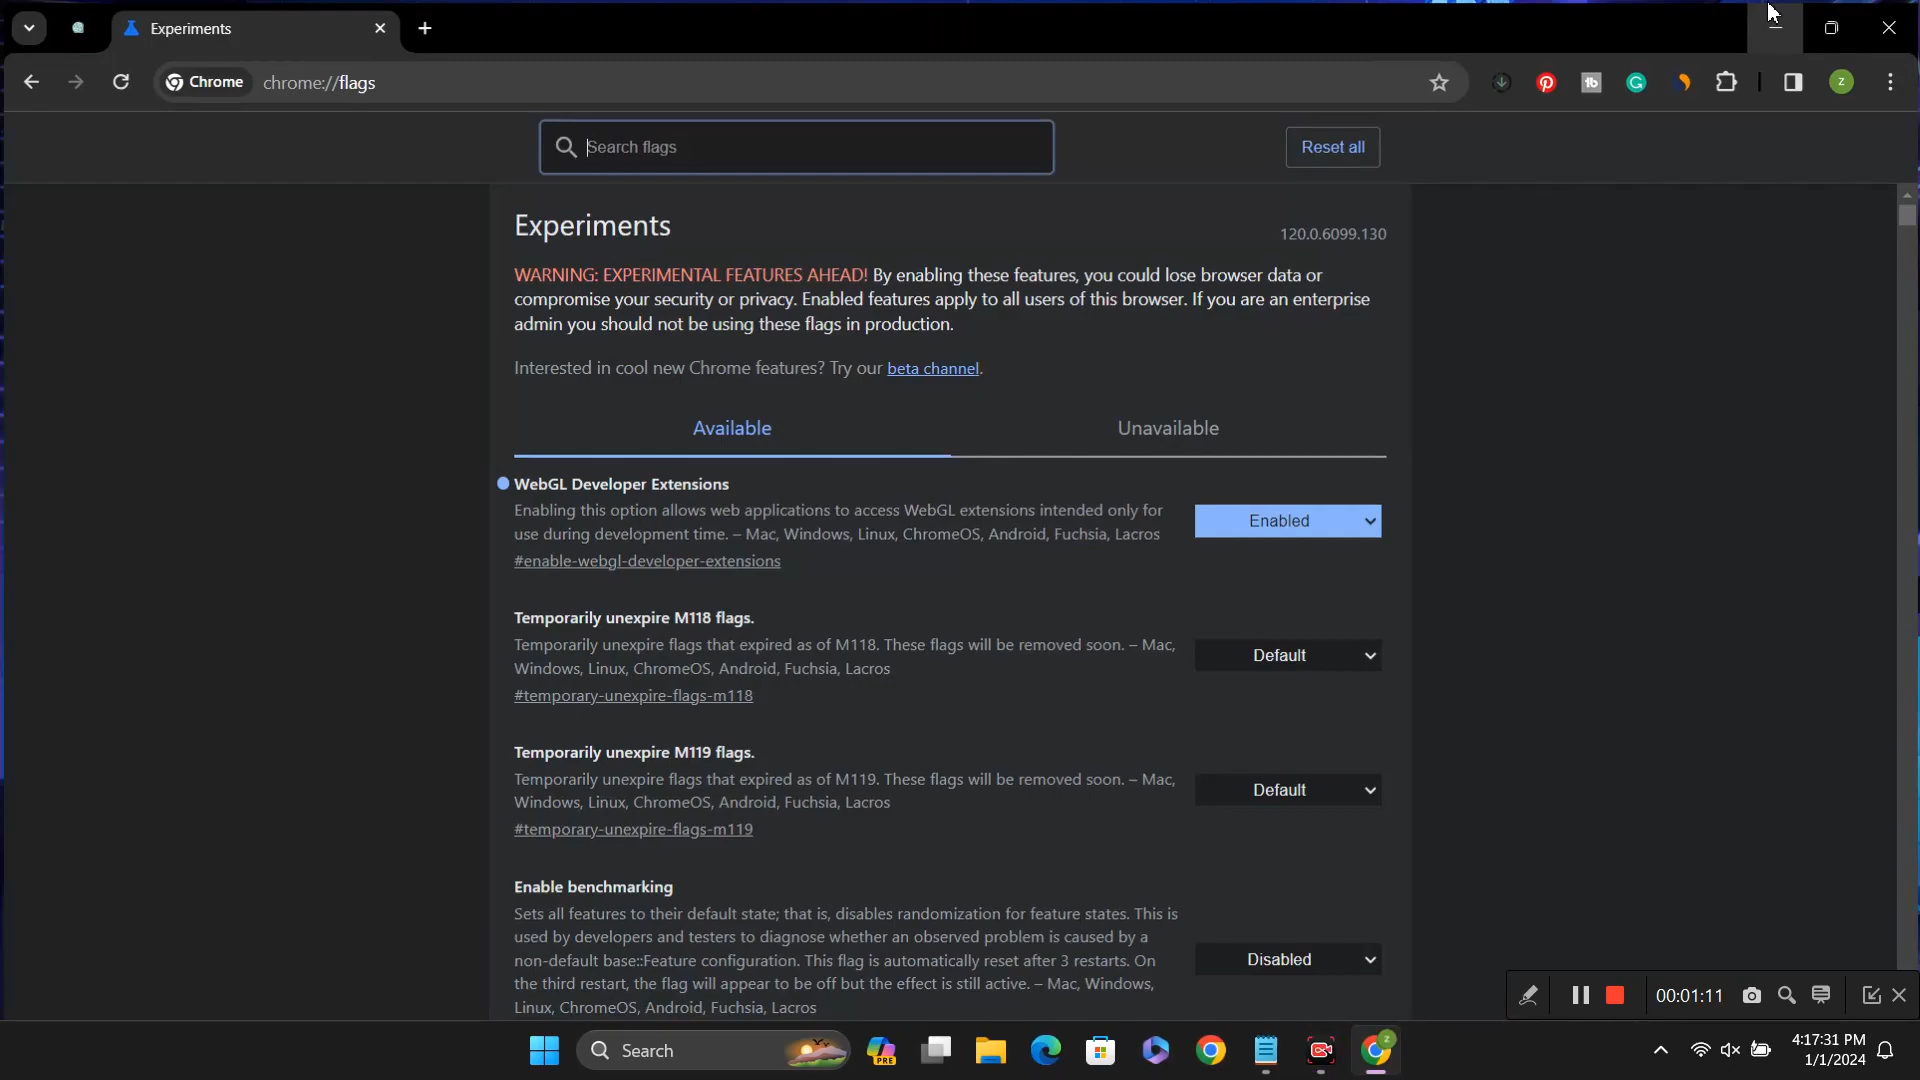 Experiments
Chrome
chrome://flags
Z
Search flags
Reset all
Experiments
120.0.6099.130
WARNING: EXPERIMENTAL FEATURES AHEAD! By enabling these features, you could lose browser data or
compromise your security or privacy. Enabled features apply to all users of this browser. If you are an enterprise
admin you should not be using these flags in production.
Interested in cool new Chrome features? Try our beta channel.
Available
Unavailable
WebGL Developer Extensions
Enabling this option allows web applications to access WebGL extensions intended only for
use during development time. – Mac, Windows, Linux, ChromeOS, Android, Fuchsia, Lacros
#enable-webgl-developer-extensions
Enabled
Temporarily unexpire M118 flags.
Temporarily unexpire flags that expired as of M118. These flags will be removed soon. – Mac,
Windows, Linux, ChromeOS, Android, Fuchsia, Lacros
#temporary-unexpire-flags-m118
Default
Temporarily unexpire M119 flags.
Temporarily unexpire flags that expired as of M119. These flags will be removed soon. – Mac,
Windows, Linux, ChromeOS, Android, Fuchsia, Lacros
#temporary-unexpire-flags-m119
Default
Enable benchmarking
Sets all features to their default state; that is, disables randomization for feature states. This is
used by developers and testers to diagnose whether an observed problem is caused by a
non-default base::Feature configuration. This flag is automatically reset after 3 restarts. On
the third restart, the flag will appear to be off but the effect is still active. – Mac, Windows,
Linux, ChromeOS, Android, Fuchsia, Lacros
Disabled
00:01:11
Search
PRE
4:17:31 PM
1/1/2024